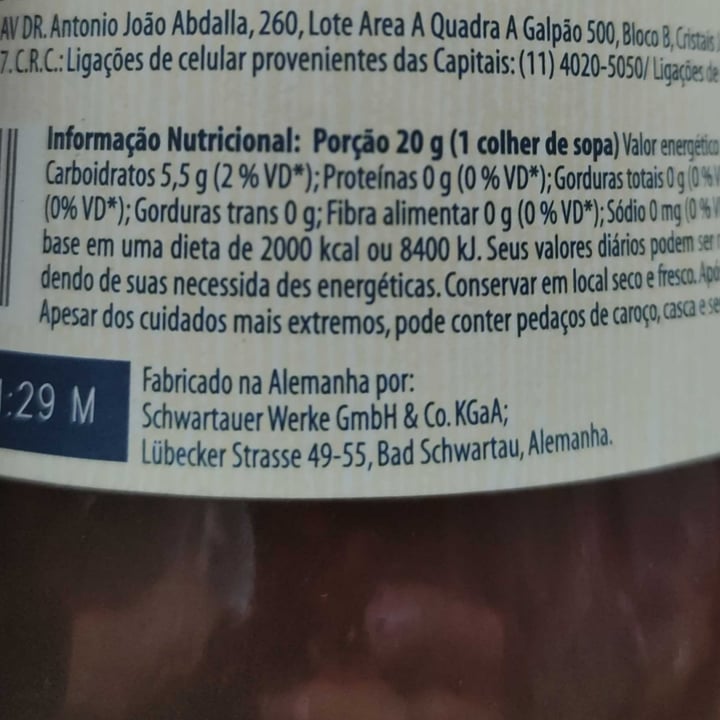 AV DR. Antonio João Abdalla, 260, Lote Area A Quadra A Galpão 500, Bloco B, Cristais
7. C.R.C.: Ligações de celular provenientes das Capitais: (11) 4020-5050/ Ligações de
Informação Nutricional: Porção 20 g (1 colher de sopa) Valor energético
Carboidratos 5,5 g (2 % VD*); Proteínas 0 g (0 % VD*); Gorduras totais 0 g (0 %
(0% VD*); Gorduras trans 0 g; Fibra alimentar 0 g (0 % VD*); Sódio 0 mg (0 %
base em uma dieta de 2000 kcal ou 8400 kJ. Seus valores diários podem ser
dendo de suas necessida des energéticas. Conservar em local seco e fresco.
Apesar dos cuidados mais extremos, pode conter pedaços de caroço, casca e
:29 M
Fabricado na Alemanha por:
Schwartauer Werke GmbH & Co. KGaA;
Lübecker Strasse 49-55, Bad Schwartau, Alemanha.